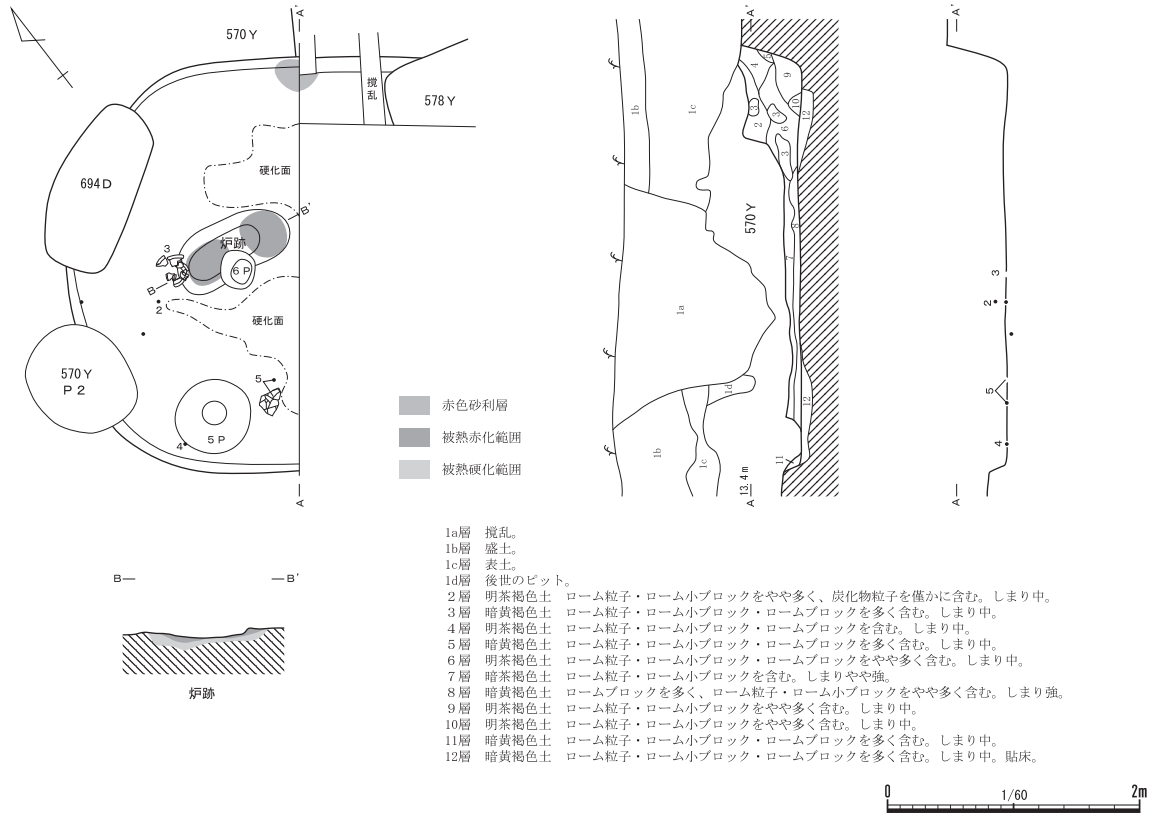 A'
570Y
攪乱
578Y
694D
硬化面
炉跡
B'
3
6P
B
2
硬化面
570Y
P2
5
5P
4
A
赤色砂利層
被熱赤化範囲
被熱硬化範囲
B
B'
炉跡
A'
1b
1c
4
5
9
3
10
3
12
2
6
3
570Y
8
7
1a
1d
12
1b
1c
11
13.4m
A
A'
3
2
5
4
A
1a層 攪乱。
1b層 盛土。
1c層 表土。
1d層 後世のピット。
2層 明茶褐色土 ローム粒子・ローム小ブロックをやや多く、炭化物粒子を僅かに含む。しまり中。
3層 暗黄褐色土 ローム粒子・ローム小ブロック・ロームブロックを多く含む。しまり中。
4層 明茶褐色土 ローム粒子・ローム小ブロックを含む。しまり中。
5層 暗黄褐色土 ローム粒子・ローム小ブロック・ロームブロックを多く含む。しまり中。
6層 明茶褐色土 ローム粒子・ローム小ブロックをやや多く含む。しまり中。
7層 暗茶褐色土 ローム粒子・ローム小ブロックを含む。しまりやや強。
8層 暗黄褐色土 ロームブロックを多く、ローム粒子・ローム小ブロックをやや多く含む。しまり強。
9層 明茶褐色土 ローム粒子・ローム小ブロックをやや多く含む。しまり中。
10層 明茶褐色土 ローム粒子・ローム小ブロックをやや多く含む。しまり中。
11層 暗黄褐色土 ローム粒子・ローム小ブロック・ロームブロックを多く含む。しまり中。
12層 暗黄褐色土 ローム粒子・ローム小ブロック・ロームブロックを多く含む。しまり中。貼床。
0 1/60 2m